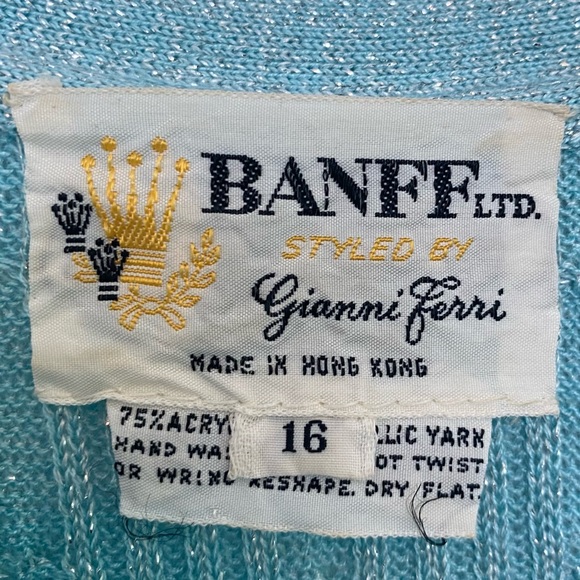 BANFF LTD.
STYLED BY
Gianni Ferri
MADE IN HONG KONG
16
75% ACRY LLIC YARN
HAND WAS OT TWIST
OR WRING RESHAPE. DRY FLAT.